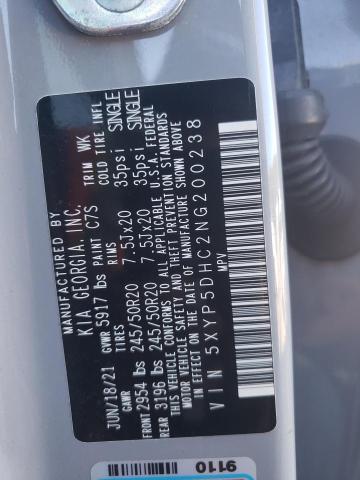 MANUFACTURED BY
KIA GEORGIA, INC.
GVWR 5917 lbs PAINT C7S TRIM WK
JUN/18/21
GAWR TIRES RIMS COLD TIRE INFL
FRONT 2954 lbs 245/50R20 7.5Jx20 35psi SINGLE
REAR 3196 lbs 245/50R20 7.5Jx20 35psi SINGLE
THIS VEHICLE CONFORMS TO ALL APPLICABLE U.S.A. FEDERAL
MOTOR VEHICLE SAFETY AND THEFT PREVENTION STANDARDS
IN EFFECT ON THE DATE OF MANUFACTURE SHOWN ABOVE
VIN 5XYP5DHC2NG200238
MPV
9110